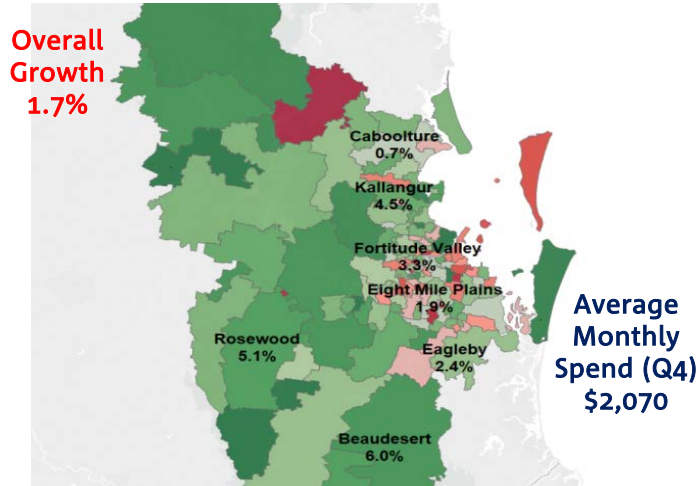 Overall
Growth
1.7%
Caboolture
0.7%
Kallangur
4.5%
Fortitude Valley
3.3%
Eight Mile Plains
1.9%
Rosewood
5.1%
Eagleby
2.4%
Beaudesert
6.0%
Average
Monthly
Spend (Q4)
$2,070